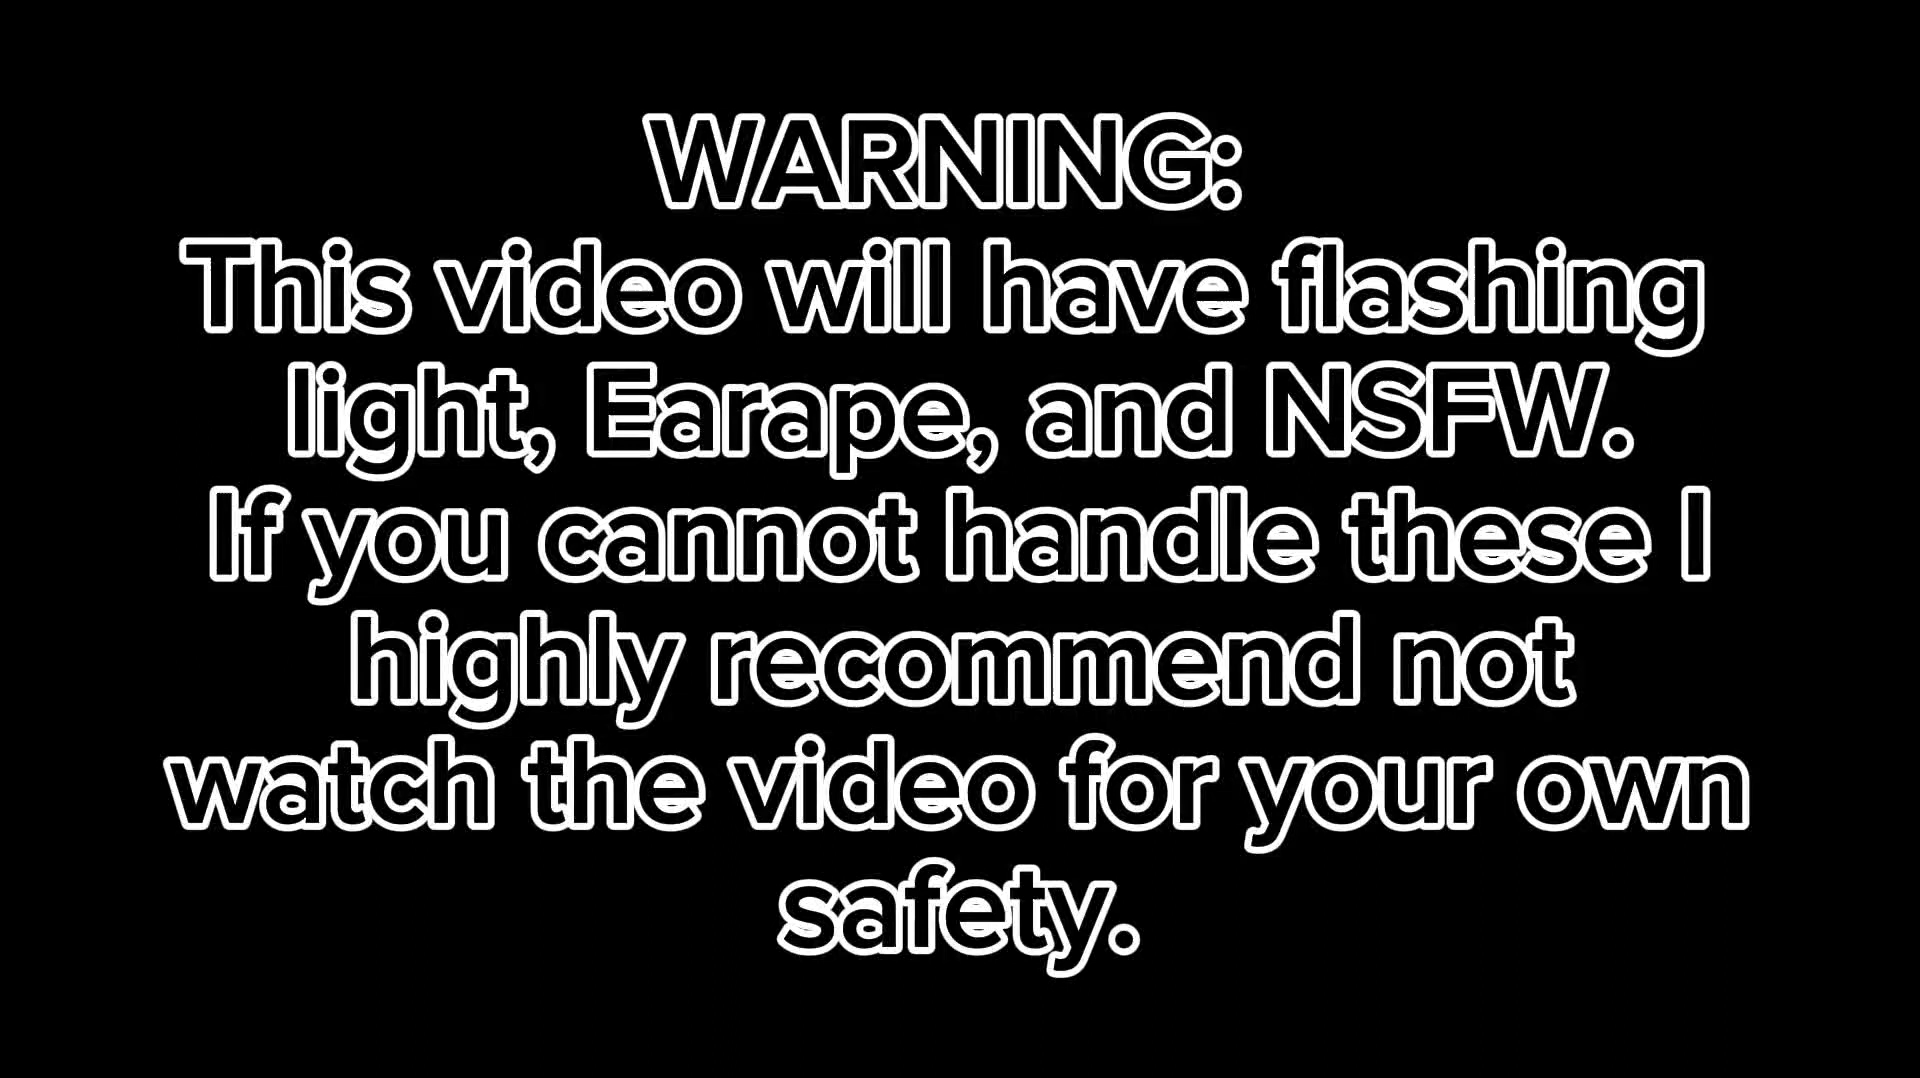 WARNING:
This video will have flashing
light, Earape, and NSFW.
If you cannot handle these I
highly recommend not
watch the video for your own
safety.